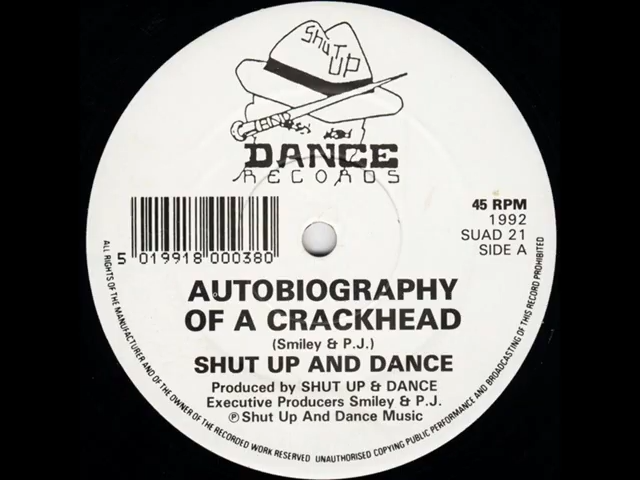 SHUT
UP
AND
DANCE
RECORDS
45 RPM
1992
SUAD 21
SIDE A
5 019918 000380
AUTOBIOGRAPHY
OF A CRACKHEAD
(Smiley & P.J.)
SHUT UP AND DANCE
Produced by SHUT UP & DANCE
Executive Producers Smiley & P.J.
℗ Shut Up And Dance Music
ALL RIGHTS OF THE MANUFACTURER AND OF THE OWNER OF THE RECORDED WORK RESERVED UNAUTHORISED COPYING PUBLIC PERFORMANCE AND BROADCASTING OF THIS RECORD PROHIBITED